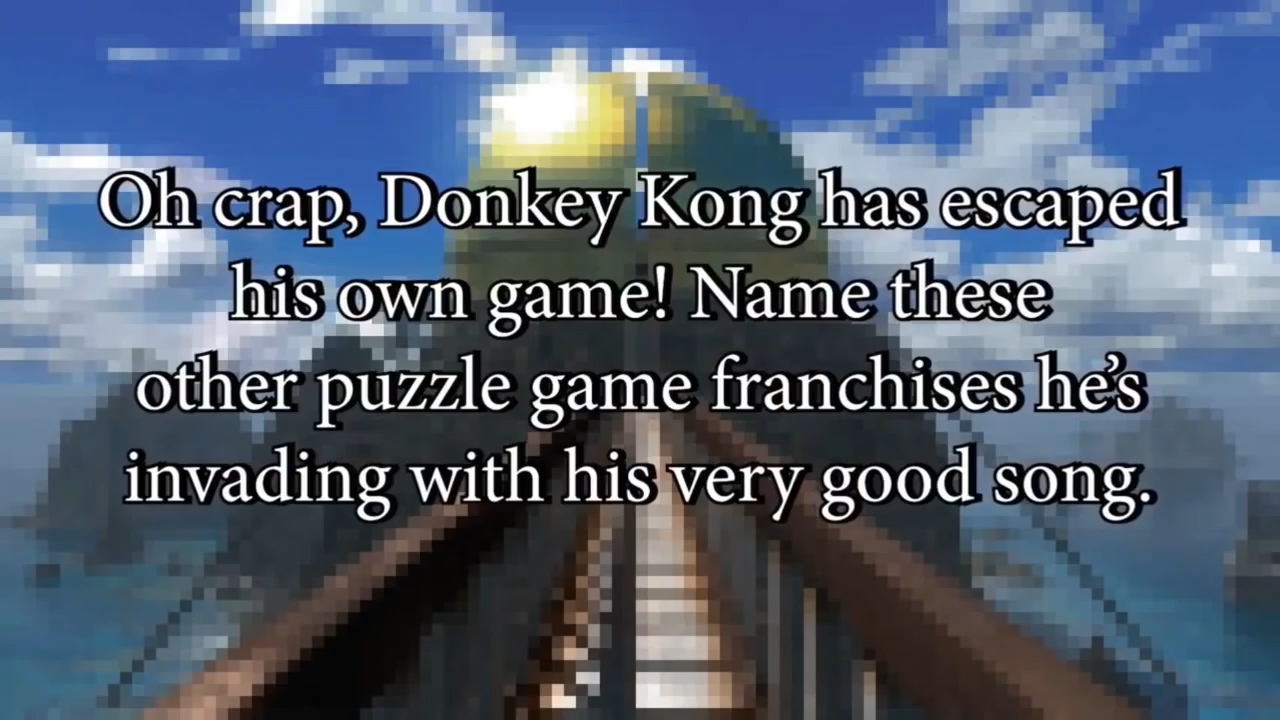 Oh crap, Donkey Kong has escaped
his own game! Name these
other puzzle game franchises he’s
invading with his very good song.